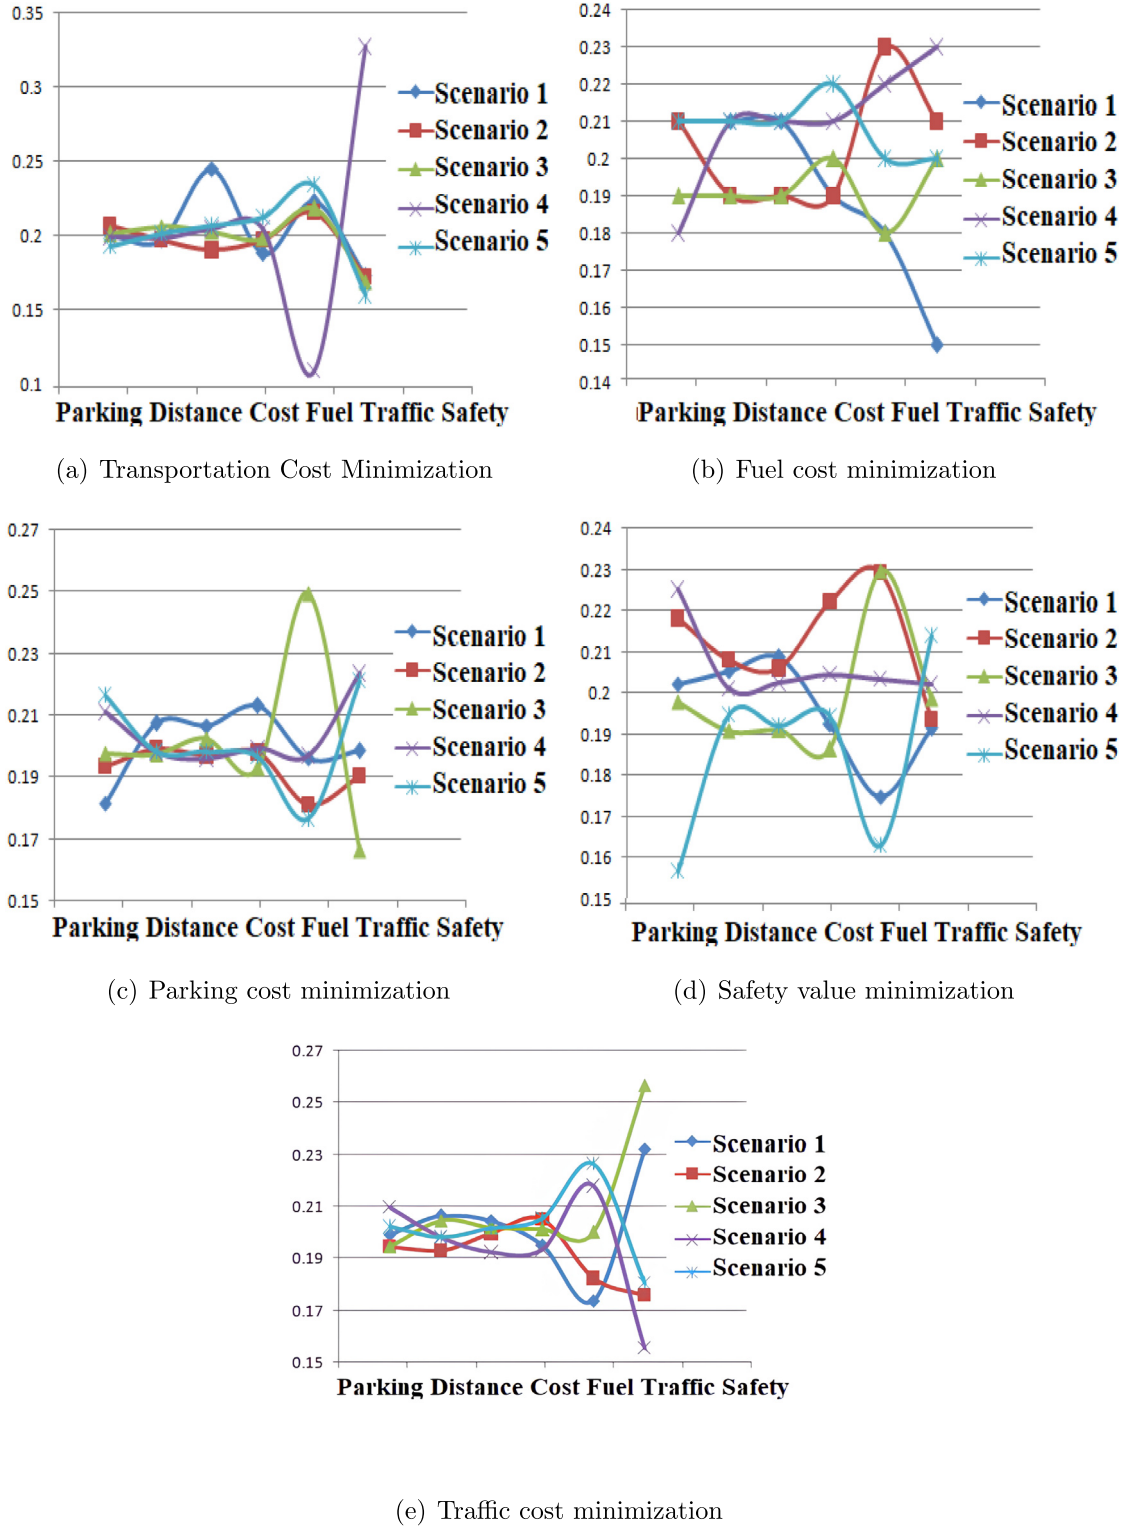 0.35
0.3
0.25
0.2
0.15
0.1
Scenario 1
Scenario 2
Scenario 3
Scenario 4
Scenario 5
Parking Distance Cost Fuel Traffic Safety
(a) Transportation Cost Minimization
0.24
0.23
0.22
0.21
0.2
0.19
0.18
0.17
0.16
0.15
0.14
Scenario 1
Scenario 2
Scenario 3
Scenario 4
Scenario 5
Parking Distance Cost Fuel Traffic Safety
(b) Fuel cost minimization
0.27
0.25
0.23
0.21
0.19
0.17
0.15
Scenario 1
Scenario 2
Scenario 3
Scenario 4
Scenario 5
Parking Distance Cost Fuel Traffic Safety
(c) Parking cost minimization
0.24
0.23
0.22
0.21
0.2
0.19
0.18
0.17
0.16
0.15
Scenario 1
Scenario 2
Scenario 3
Scenario 4
Scenario 5
Parking Distance Cost Fuel Traffic Safety
(d) Safety value minimization
0.27
0.25
0.23
0.21
0.19
0.17
0.15
Scenario 1
Scenario 2
Scenario 3
Scenario 4
Scenario 5
Parking Distance Cost Fuel Traffic Safety
(e) Traffic cost minimization